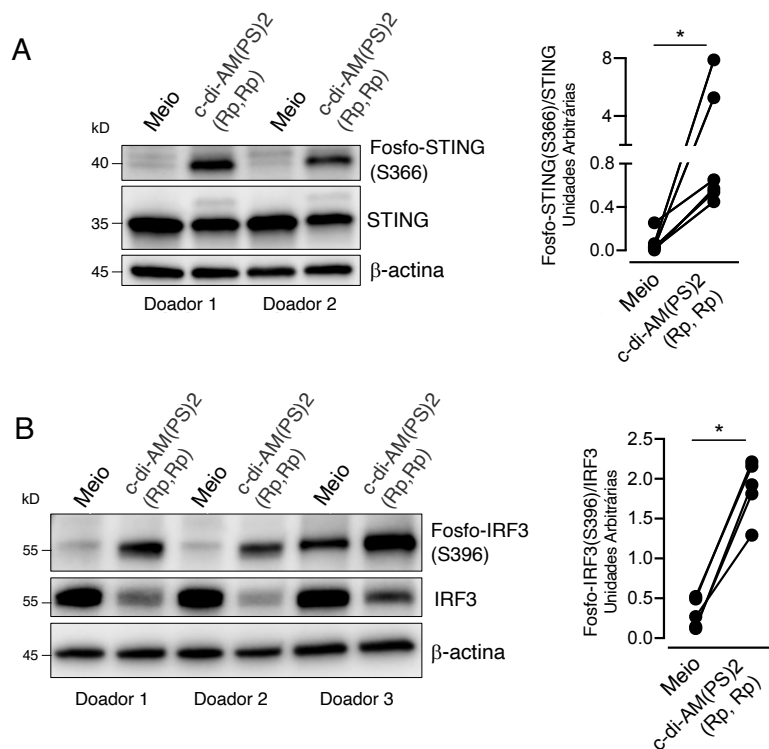 A
kD
Meio
c-di-AM(PS)2
(Rp,Rp)
Meio
c-di-AM(PS)2
(Rp,Rp)
40
Fosfo-STING
(S366)
35
STING
45
β-actina
Doador 1
Doador 2
Fosfo-STING(S366)/STING
Unidades Arbitrárias
8
4
0.8
0.4
0.0
*
Meio
c-di-AM(PS)2
(Rp, Rp)
B
kD
Meio
c-di-AM(PS)2
(Rp,Rp)
Meio
c-di-AM(PS)2
(Rp,Rp)
Meio
c-di-AM(PS)2
(Rp,Rp)
55
Fosfo-IRF3
(S396)
55
IRF3
45
β-actina
Doador 1
Doador 2
Doador 3
Fosfo-IRF3(S396)/IRF3
Unidades Arbitrárias
2.5
2.0
1.5
1.0
0.5
0.0
*
Meio
c-di-AM(PS)2
(Rp, Rp)